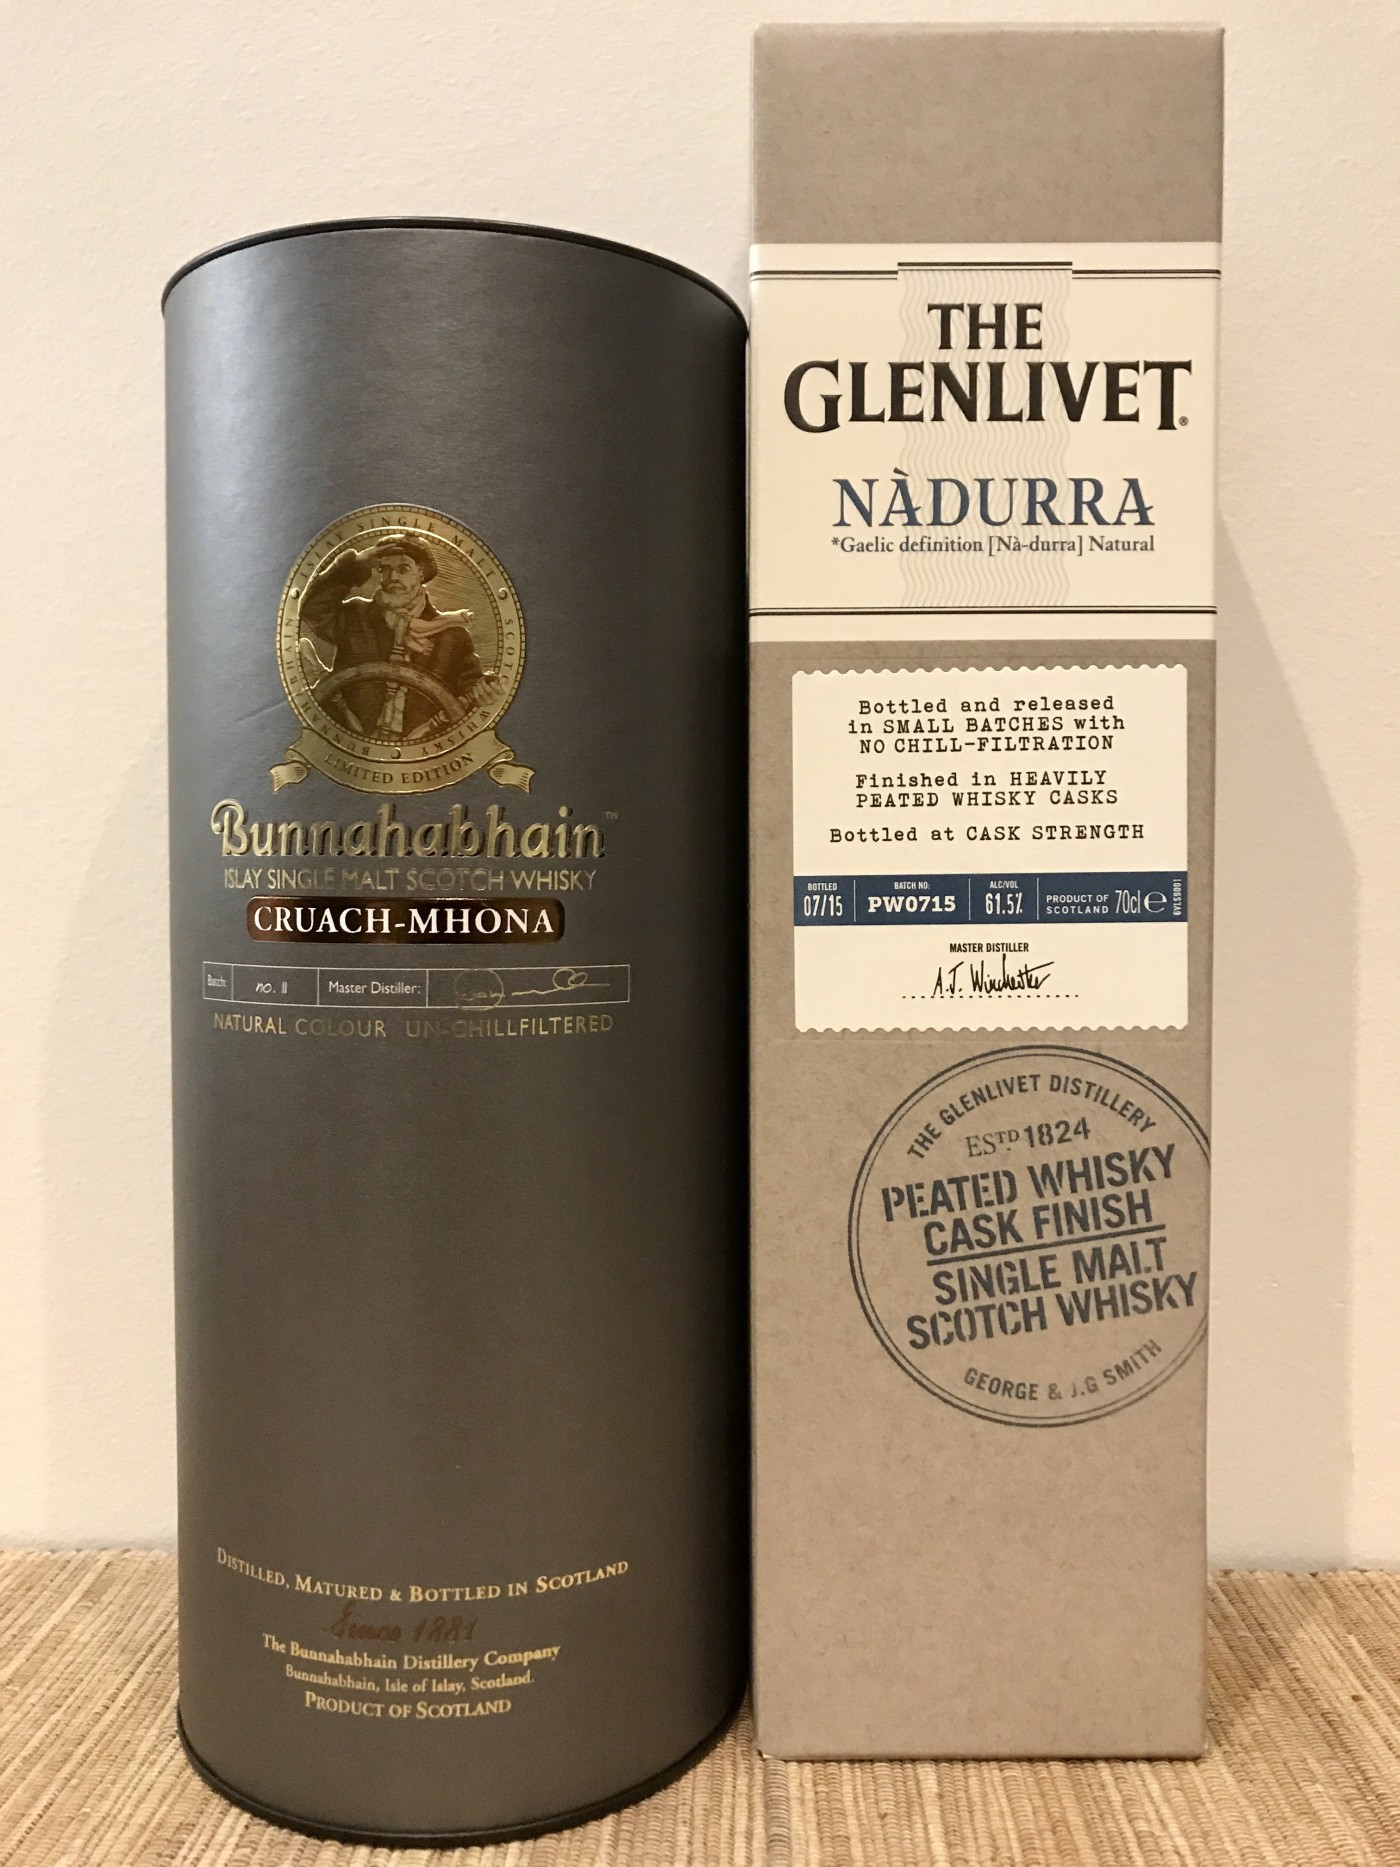 ISLAY SINGLE MALT SCOTCH WHISKY
BUNNAHABHAIN
LIMITED EDITION
Bunnahabhain™
ISLAY SINGLE MALT SCOTCH WHISKY
CRUACH-MHONA
Batch: no. 11 Master Distiller:
NATURAL COLOUR UN-CHILLFILTERED
DISTILLED, MATURED & BOTTLED IN SCOTLAND
Since 1881
The Bunnahabhain Distillery Company
Bunnahabhain, Isle of Islay, Scotland.
PRODUCT OF SCOTLAND
THE
GLENLIVET®
NÀDURRA
*Gaelic definition [Nà-durra] Natural
Bottled and released
in SMALL BATCHES with
NO CHILL-FILTRATION
Finished in HEAVILY
PEATED WHISKY CASKS
Bottled at CASK STRENGTH
BOTTLED
07/15
BATCH NO:
PW0715
ALC/VOL
61.5%
PRODUCT OF
SCOTLAND
70cl e
6VL59001
MASTER DISTILLER
A.J. Winchester
THE GLENLIVET DISTILLERY
ESTD 1824
PEATED WHISKY
CASK FINISH
SINGLE MALT
SCOTCH WHISKY
GEORGE & J.G SMITH